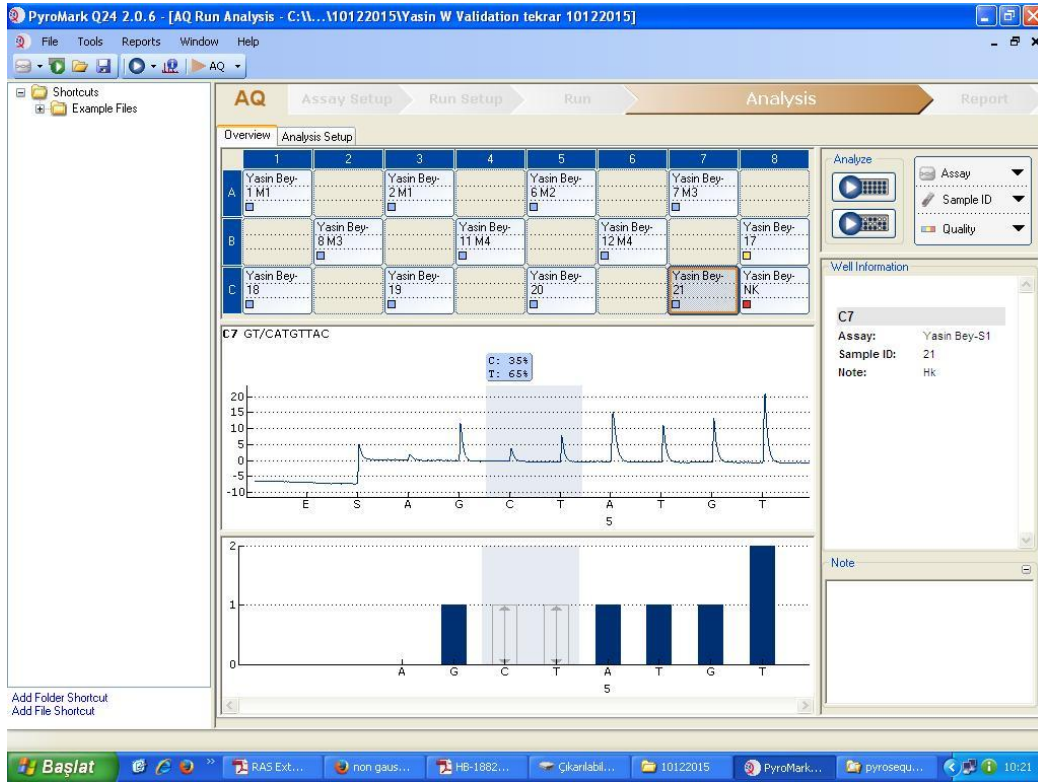 PyroMark Q24 2.0.6 - [AQ Run Analysis - C:\\...\10122015\Yasin W Validation tekrar 10122015]
File Tools Reports Window Help
AQ
Shortcuts
Example Files
AQ Assay Setup Run Setup Run Analysis Report
Overview Analysis Setup
1 2 3 4 5 6 7 8
A
Yasin Bey-
1 M1
Yasin Bey-
2 M1
Yasin Bey-
6 M2
Yasin Bey-
7 M3
B
Yasin Bey-
8 M3
Yasin Bey-
11 M4
Yasin Bey-
12 M4
Yasin Bey-
17
C
Yasin Bey-
18
Yasin Bey-
19
Yasin Bey-
20
Yasin Bey-
21
Yasin Bey-
NK
Analyze
Assay
Sample ID
Quality
Well Information
C7
Assay: Yasin Bey-S1
Sample ID: 21
Note: Hk
Note
C7 GT/CATGTTAC
C: 35%
T: 65%
20
15
10
5
0
-5
-10
E S A G C T A T G T
5
2
1
0
A G C T A T G T
5
Add Folder Shortcut
Add File Shortcut
Başlat
RAS Ext...
non gaus...
HB-1882...
Çıkarılabil...
10122015
PyroMark...
pyrosequ...
10:21